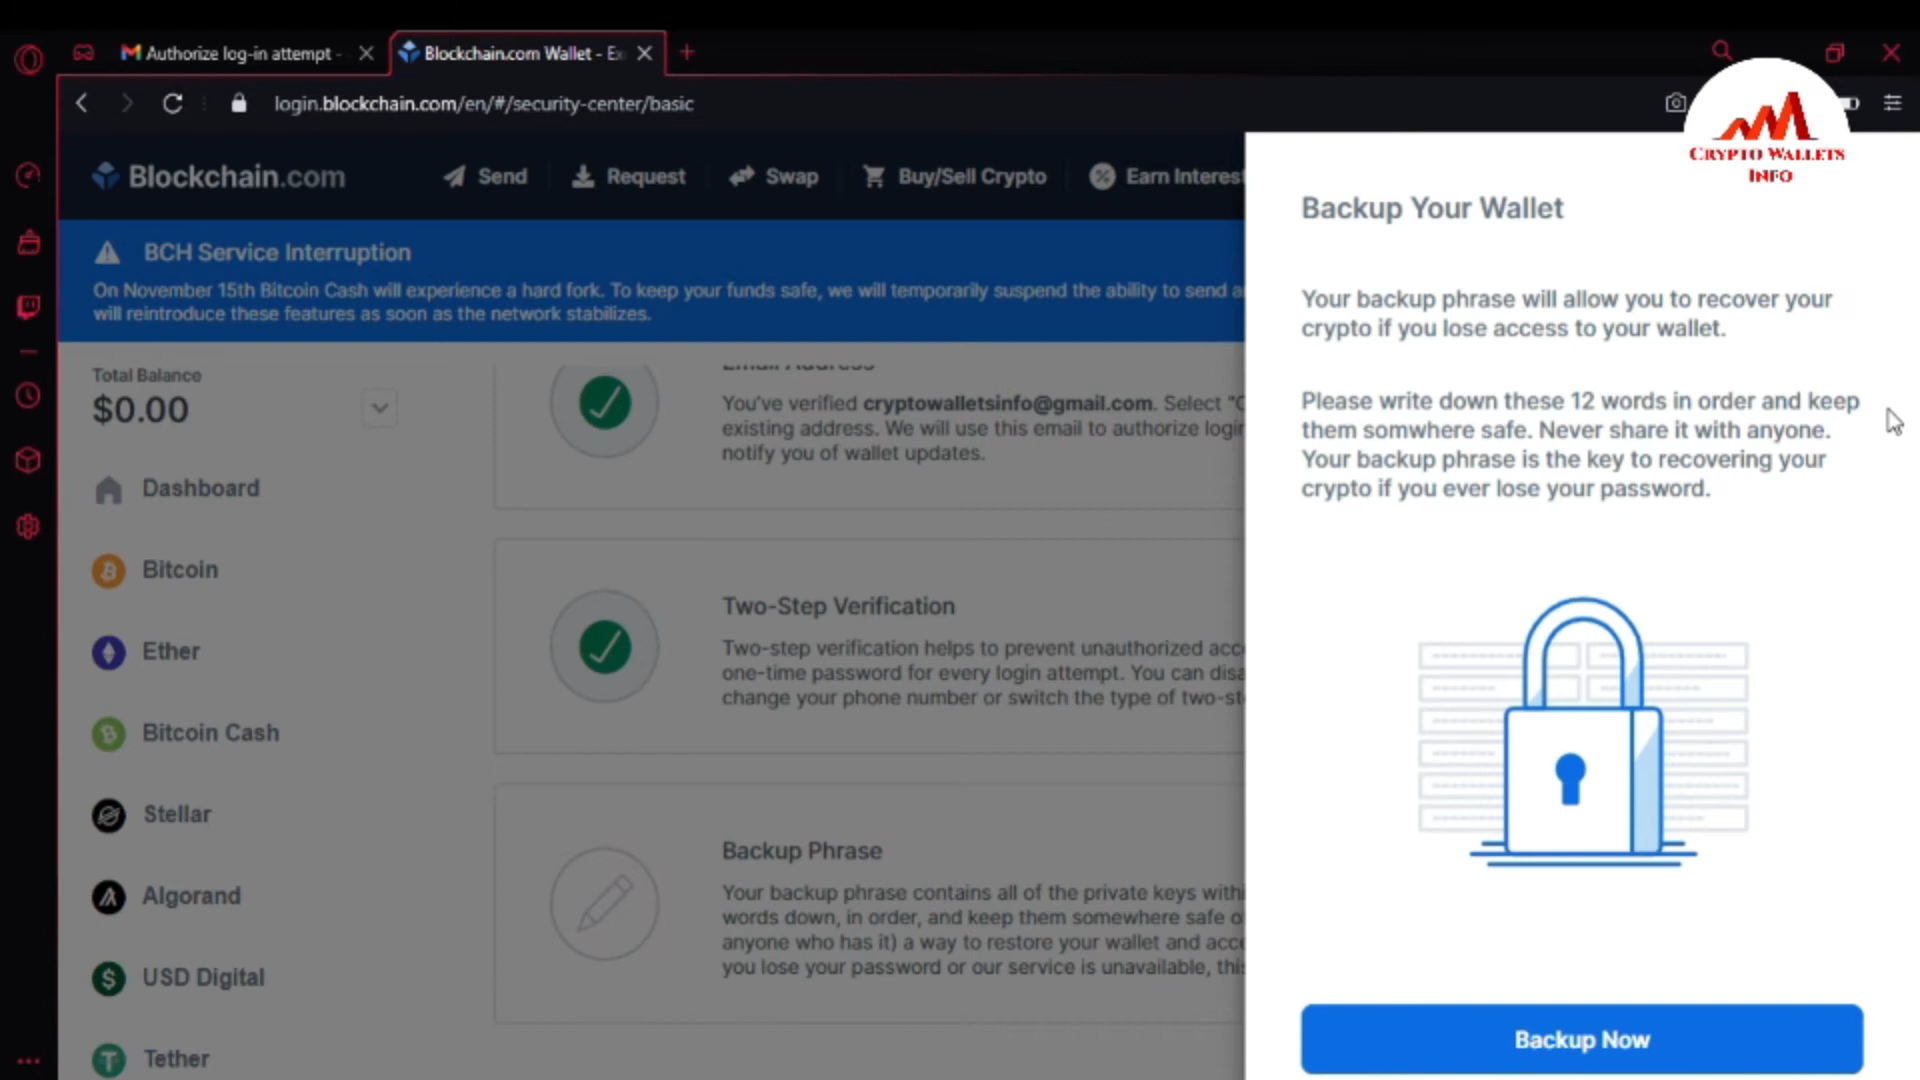 Authorize log-in attempt -
Blockchain.com Wallet - Ex
login.blockchain.com/en/#/security-center/basic
CRYPTO WALLETS
INFO
Blockchain.com
Send
Request
Swap
Buy/Sell Crypto
Earn Interest
BCH Service Interruption
On November 15th Bitcoin Cash will experience a hard fork. To keep your funds safe, we will temporarily suspend the ability to send a
will reintroduce these features as soon as the network stabilizes.
Total Balance
$0.00
Dashboard
Bitcoin
Ether
Bitcoin Cash
Stellar
Algorand
USD Digital
Tether
Email Address
You've verified cryptowalletsinfo@gmail.com. Select "C
existing address. We will use this email to authorize login
notify you of wallet updates.
Two-Step Verification
Two-step verification helps to prevent unauthorized acc
one-time password for every login attempt. You can disa
change your phone number or switch the type of two-st
Backup Phrase
Your backup phrase contains all of the private keys withi
words down, in order, and keep them somewhere safe o
anyone who has it) a way to restore your wallet and acce
you lose your password or our service is unavailable, this
Backup Your Wallet
Your backup phrase will allow you to recover your
crypto if you lose access to your wallet.
Please write down these 12 words in order and keep
them somwhere safe. Never share it with anyone.
Your backup phrase is the key to recovering your
crypto if you ever lose your password.
Backup Now